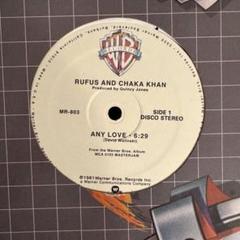 RUFUS AND CHAKA KHAN
Produced by Quincy Jones
MR-803
SIDE 1
DISCO STEREO
ANY LOVE - 6:29
(David Wolinski)
From the Warner Bros. Album
MCA 5103 MASTERJAM
©1981 Warner Bros. Records Inc.
a Warner Communications Company